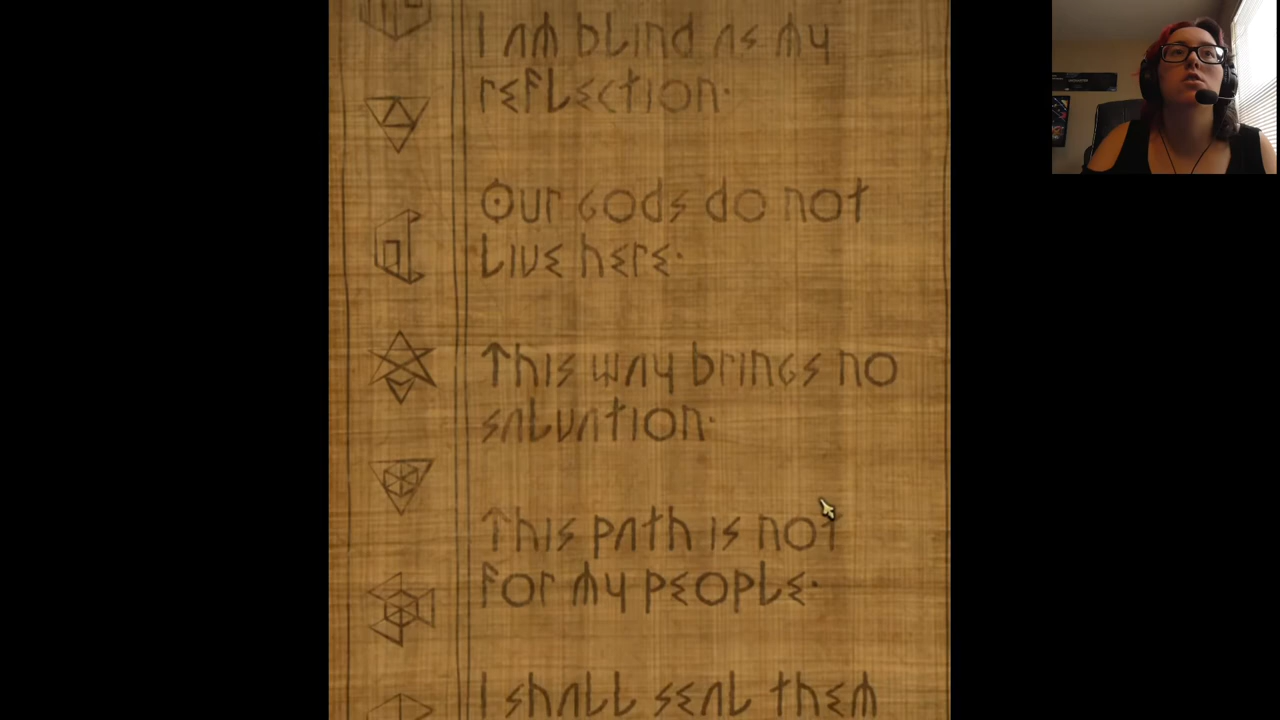 I am blind as my
reflection.
Our gods do not
live here.
This way brings no
salvation.
This path is not
for my people.
I shall seal them